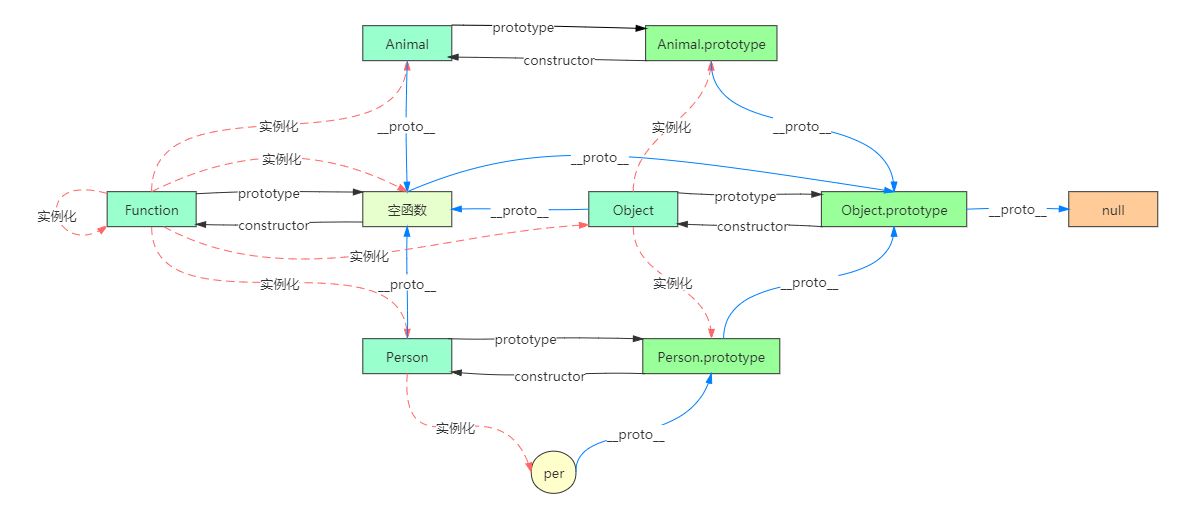 Animal
prototype
Animal.prototype
constructor
实例化
__proto__
实例化
__proto__
实例化
__proto__
实例化
Function
prototype
constructor
空函数
__proto__
Object
prototype
constructor
Object.prototype
__proto__
null
实例化
实例化
__proto__
实例化
__proto__
Person
prototype
constructor
Person.prototype
实例化
__proto__
per